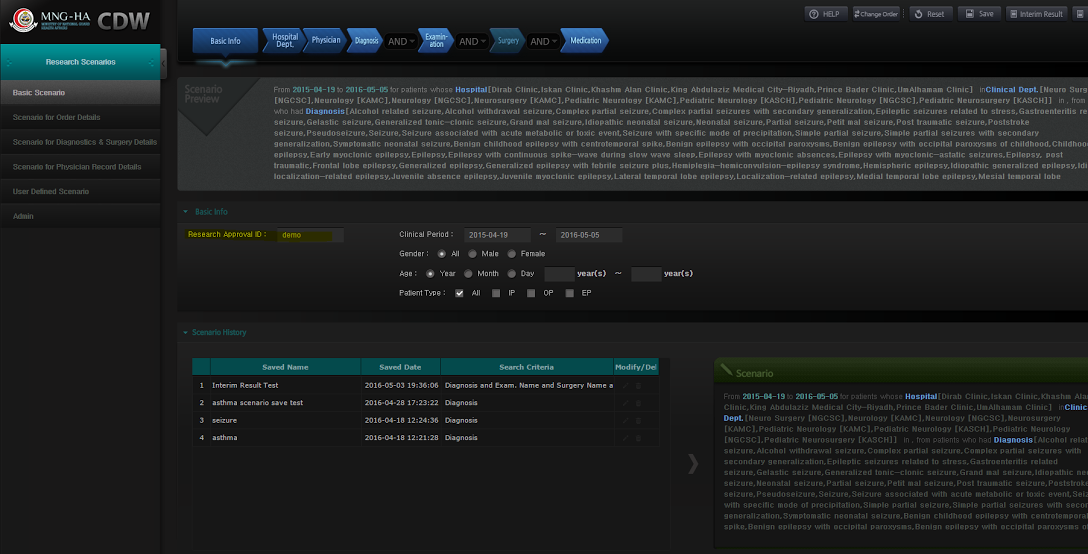 MNG-HA CDW
MINISTRY OF NATIONAL GUARD
HEALTH AFFAIRS
HELP Change Order Reset Save Interim Result
Basic Info Hospital Dept. Physician Diagnosis AND Examin-ation AND Surgery AND Medication
Research Scenarios
Basic Scenario
Scenario for Order Details
Scenario for Diagnostics & Surgery Details
Scenario for Physician Record Details
User Defined Scenario
Admin
Scenario Preview
From 2015-04-19 to 2016-05-05 for patients whose Hospital[Dirab Clinic,Iskan Clinic,Khashm Alan Clinic,King Abdulaziz Medical City-Riyadh,Prince Bader Clinic,UmAlhamam Clinic] inClinical Dept.[Neuro Surg
[NGCSC],Neurology [KAMC],Neurology [NGCSC],Neurosurgery [KAMC],Pediatric Neurology [KAMC],Pediatric Neurology [KASCH],Pediatric Neurology [NGCSC],Pediatric Neurosurgery [KASCH]] in , from
who had Diagnosis[Alcohol related seizure,Alcohol withdrawal seizure,Complex partial seizure,Complex partial seizures with secondary generalization,Epileptic seizures related to stress,Gastroenteritis re
seizure,Gelastic seizure,Generalized tonic-clonic seizure,Grand mal seizure,Idiopathic neonatal seizure,Neonatal seizure,Partial seizure,Petit mal seizure,Post traumatic seizure,Poststroke
seizure,Pseudoseizure,Seizure,Seizure associated with acute metabolic or toxic event,Seizure with specific mode of precipitation,Simple partial seizure,Simple partial seizures with secondary
generalization,Symptomatic neonatal seizure,Benign childhood epilepsy with centrotemporal spike,Benign epilepsy with occipital paroxysms,Benign epilepsy with occipital paroxysms of childhood,Childhood
epilepsy,Early myoclonic epilepsy,Epilepsy,Epilepsy with continuous spike-wave during slow wave sleep,Epilepsy with myoclonic absences,Epilepsy with myoclonic-astatic seizures,Epilepsy, post
traumatic,Frontal lobe epilepsy,Generalized epilepsy,Generalized epilepsy with febrile seizure plus,Hemiplegia-hemiconvulsion-epilepsy syndrome,Hemispheric epilepsy,Idiopathic generalized epilepsy,Idi
localization-related epilepsy,Juvenile absence epilepsy,Juvenile myoclonic epilepsy,Lateral temporal lobe epilepsy,Localization-related epilepsy,Medial temporal lobe epilepsy,Mesial temporal lobe
Basic Info
Research Approval ID : demo Clinical Period : 2015-04-19 ~ 2016-05-05
Gender : All Male Female
Age : Year Month Day year(s) ~ year(s)
Patient Type : All IP OP EP
Scenario History
Saved Name Saved Date Search Criteria Modify/Del
1 Interim Result Test 2016-05-03 19:36:06 Diagnosis and Exam. Name and Surgery Name a
2 asthma scenario save test 2016-04-28 17:23:22 Diagnosis
3 seizure 2016-04-18 12:24:36 Diagnosis
4 asthma 2016-04-18 12:21:28 Diagnosis
Scenario
From 2015-04-19 to 2016-05-05 for patients whose Hospital[Dirab Clinic,Iskan Clinic,Khashm Alan
Clinic,King Abdulaziz Medical City-Riyadh,Prince Bader Clinic,UmAlhamam Clinic] inClinic
Dept.[Neuro Surgery [NGCSC],Neurology [KAMC],Neurology [NGCSC],Neurosurgery
[KAMC],Pediatric Neurology [KAMC],Pediatric Neurology [KASCH],Pediatric Neurology
[NGCSC],Pediatric Neurosurgery [KASCH]] in , from patients who had Diagnosis[Alcohol relat
seizure,Alcohol withdrawal seizure,Complex partial seizure,Complex partial seizures with
secondary generalization,Epileptic seizures related to stress,Gastroenteritis related
seizure,Gelastic seizure,Generalized tonic-clonic seizure,Grand mal seizure,Idiopathic neonatal
seizure,Neonatal seizure,Partial seizure,Petit mal seizure,Post traumatic seizure,Poststroke
seizure,Pseudoseizure,Seizure,Seizure associated with acute metabolic or toxic event,Seizu
with specific mode of precipitation,Simple partial seizure,Simple partial seizures with secon
generalization,Symptomatic neonatal seizure,Benign childhood epilepsy with centrotemporal
spike,Benign epilepsy with occipital paroxysms,Benign epilepsy with occipital paroxysms of